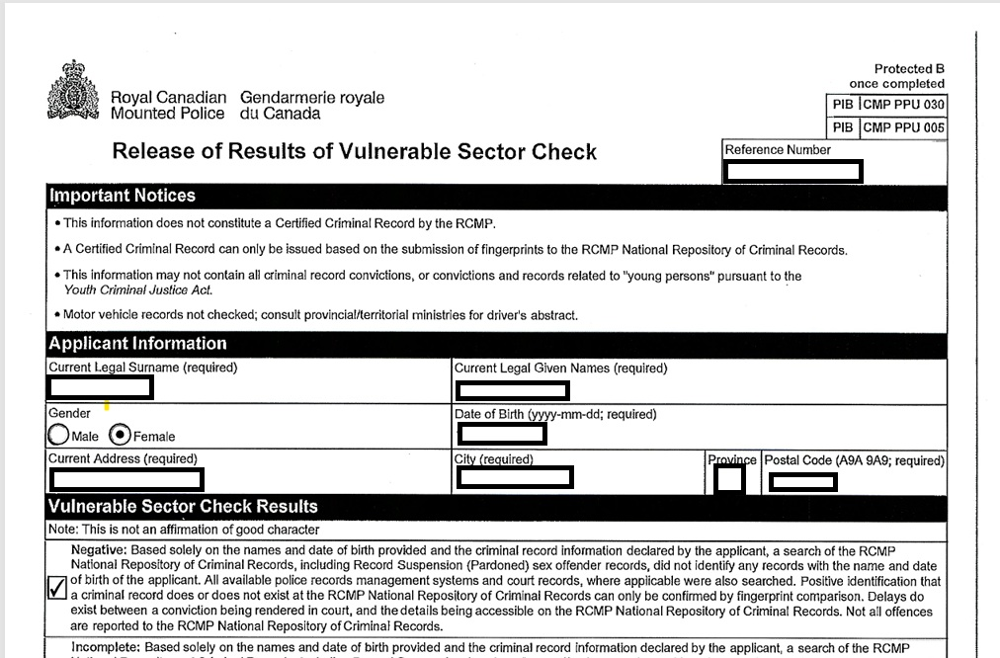 Protected B
once completed
Royal Canadian Gendarmerie royale
Mounted Police du Canada
PIB CMP PPU 030
PIB CMP PPU 005
Release of Results of Vulnerable Sector Check
Reference Number
Important Notices
• This information does not constitute a Certified Criminal Record by the RCMP.
• A Certified Criminal Record can only be issued based on the submission of fingerprints to the RCMP National Repository of Criminal Records.
• This information may not contain all criminal record convictions, or convictions and records related to "young persons" pursuant to the
Youth Criminal Justice Act.
• Motor vehicle records not checked; consult provincial/territorial ministries for driver's abstract.
Applicant Information
Current Legal Surname (required) Current Legal Given Names (required)
Gender Date of Birth (yyyy-mm-dd; required)
Male Female
Current Address (required) City (required) Province Postal Code (A9A 9A9; required)
Vulnerable Sector Check Results
Note: This is not an affirmation of good character
Negative: Based solely on the names and date of birth provided and the criminal record information declared by the applicant, a search of the RCMP
National Repository of Criminal Records, including Record Suspension (Pardoned) sex offender records, did not identify any records with the name and date
of birth of the applicant. All available police records management systems and court records, where applicable were also searched. Positive identification that
a criminal record does or does not exist at the RCMP National Repository of Criminal Records can only be confirmed by fingerprint comparison. Delays do
exist between a conviction being rendered in court, and the details being accessible on the RCMP National Repository of Criminal Records. Not all offences
are reported to the RCMP National Repository of Criminal Records.
Incomplete: Based solely on the names and date of birth provided and the criminal record information declared by the applicant, a search of the RCMP